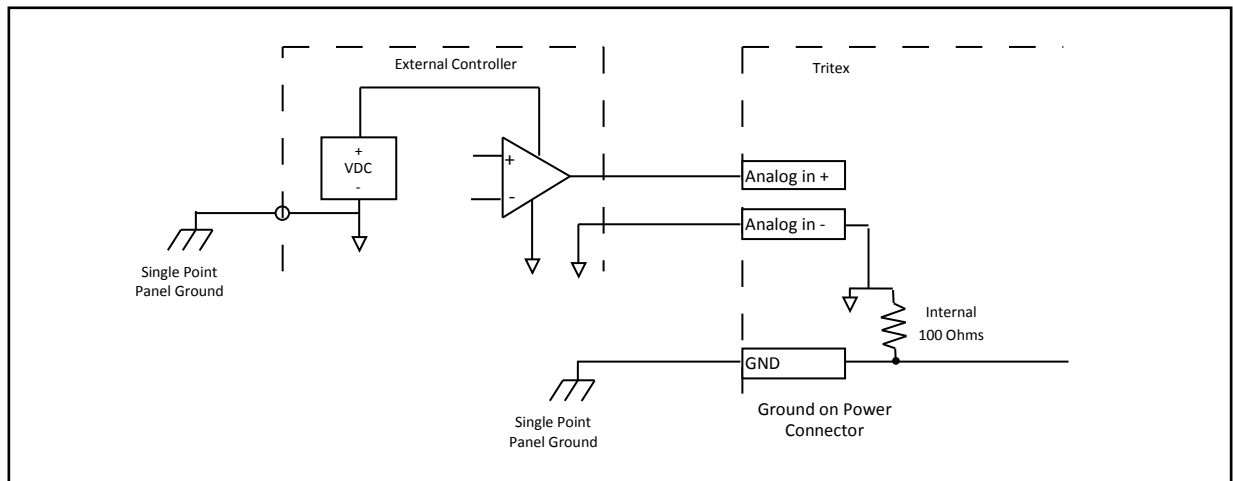 External Controller
Tritex
+
VDC
-
+
-
Analog in +
Analog in -
Single Point
Panel Ground
Internal
100 Ohms
GND
Single Point
Panel Ground
Ground on Power
Connector